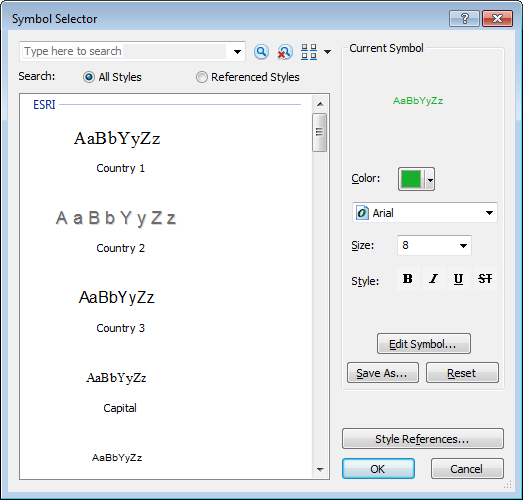 Symbol Selector
Type here to search
Search: All Styles Referenced Styles
ESRI
AaBbYyZz
Country 1
AaBbYyZz
Country 2
AaBbYyZz
Country 3
AaBbYyZz
Capital
AaBbYyZz
Current Symbol
AaBbYyZz
Color:
Arial
Size: 8
Style: B I U ST
Edit Symbol...
Save As... Reset
Style References...
OK Cancel